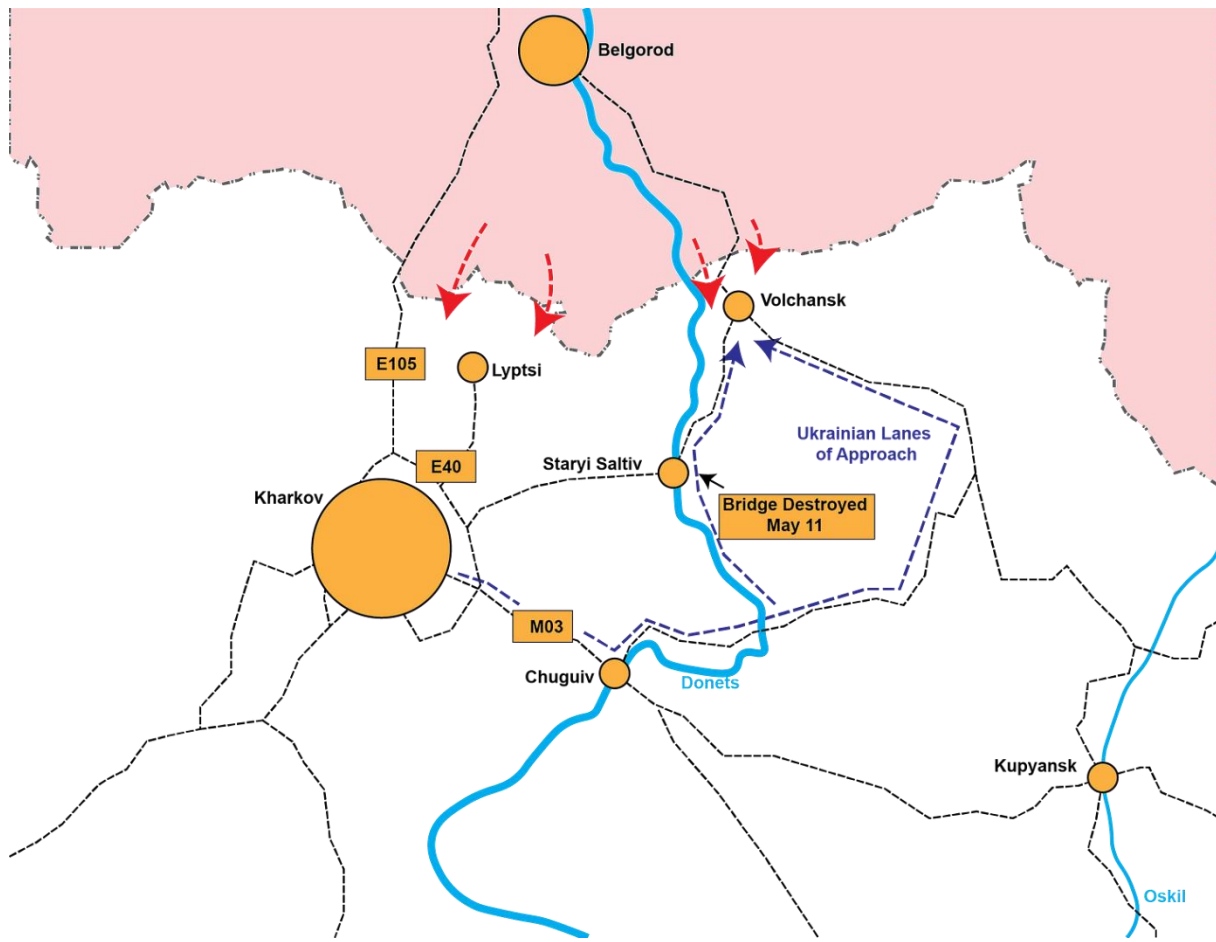 Belgorod
Volchansk
E105
Lyptsi
Ukrainian Lanes
of Approach
E40
Staryi Saltiv
Kharkov
Bridge Destroyed
May 11
M03
Chuguiv
Donets
Kupyansk
Oskil